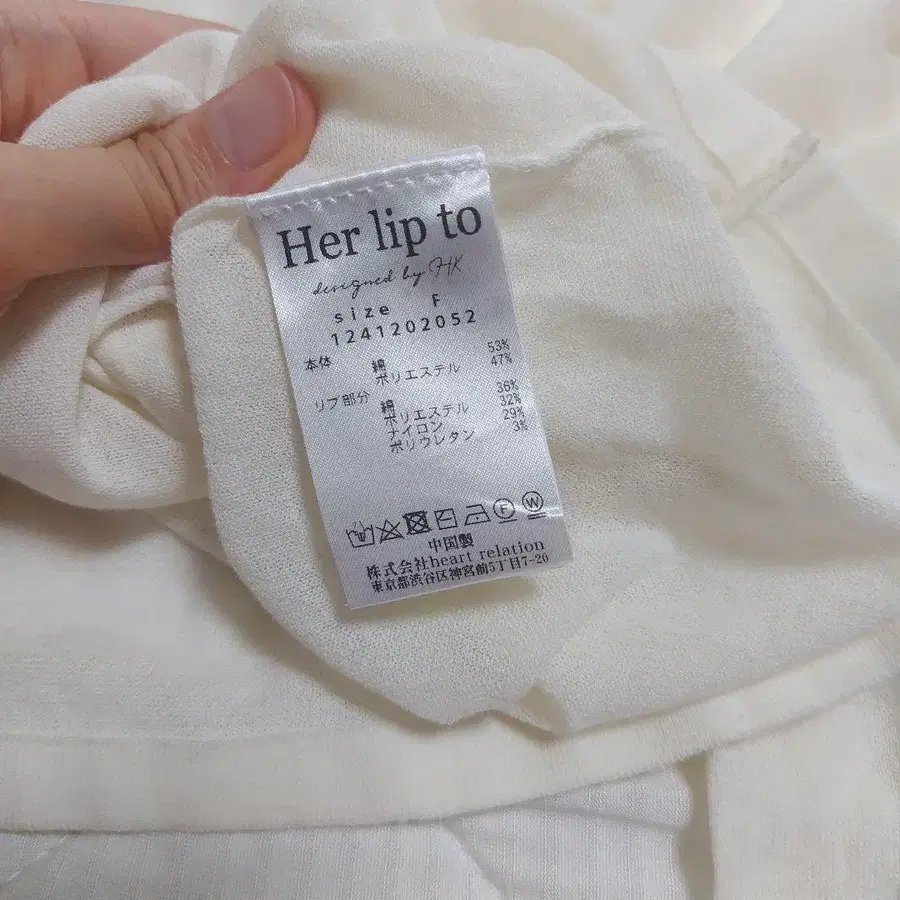 Her lip to
designed by HK
size F
1241202052
本体 綿 53%
ポリエステル 47%
リブ部分 綿 36%
ポリエステル 32%
ナイロン 29%
ポリウレタン 3%
F W
中国製
株式会社heart relation
東京都渋谷区神宮前5丁目7-20